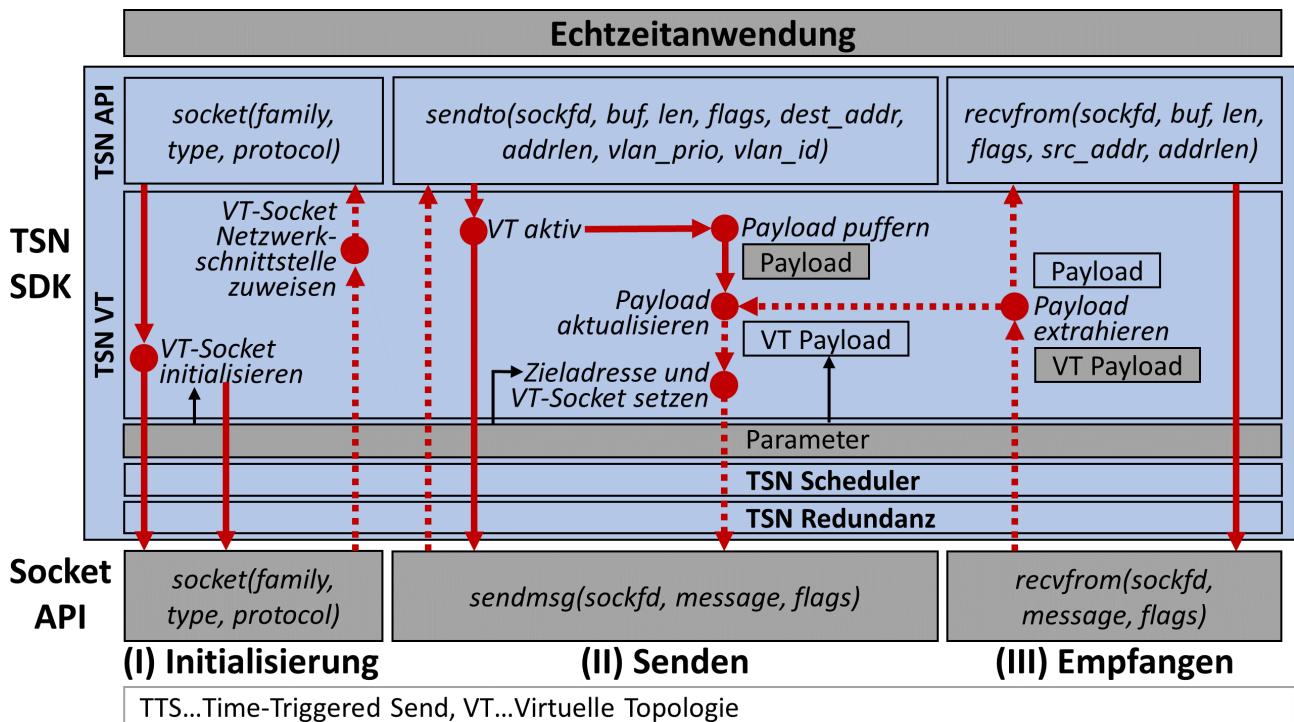 Echtzeitanwendung
TSN API
socket(family,
type, protocol)
sendto(sockfd, buf, len, flags, dest_addr,
addrlen, vlan_prio, vlan_id)
recvfrom(sockfd, buf, len,
flags, src_addr, addrlen)
TSN
SDK
TSN VT
VT-Socket
Netzwerk-
schnittstelle
zuweisen
VT-Socket
initialisieren
VT aktiv
Payload puffern
Payload
Payload
aktualisieren
VT Payload
Zieladresse und
VT-Socket setzen
Payload
Payload
extrahieren
VT Payload
Parameter
TSN Scheduler
TSN Redundanz
Socket
API
socket(family,
type, protocol)
sendmsg(sockfd, message, flags)
recvfrom(sockfd,
message, flags)
(I) Initialisierung
(II) Senden
(III) Empfangen
TTS...Time-Triggered Send, VT...Virtuelle Topologie